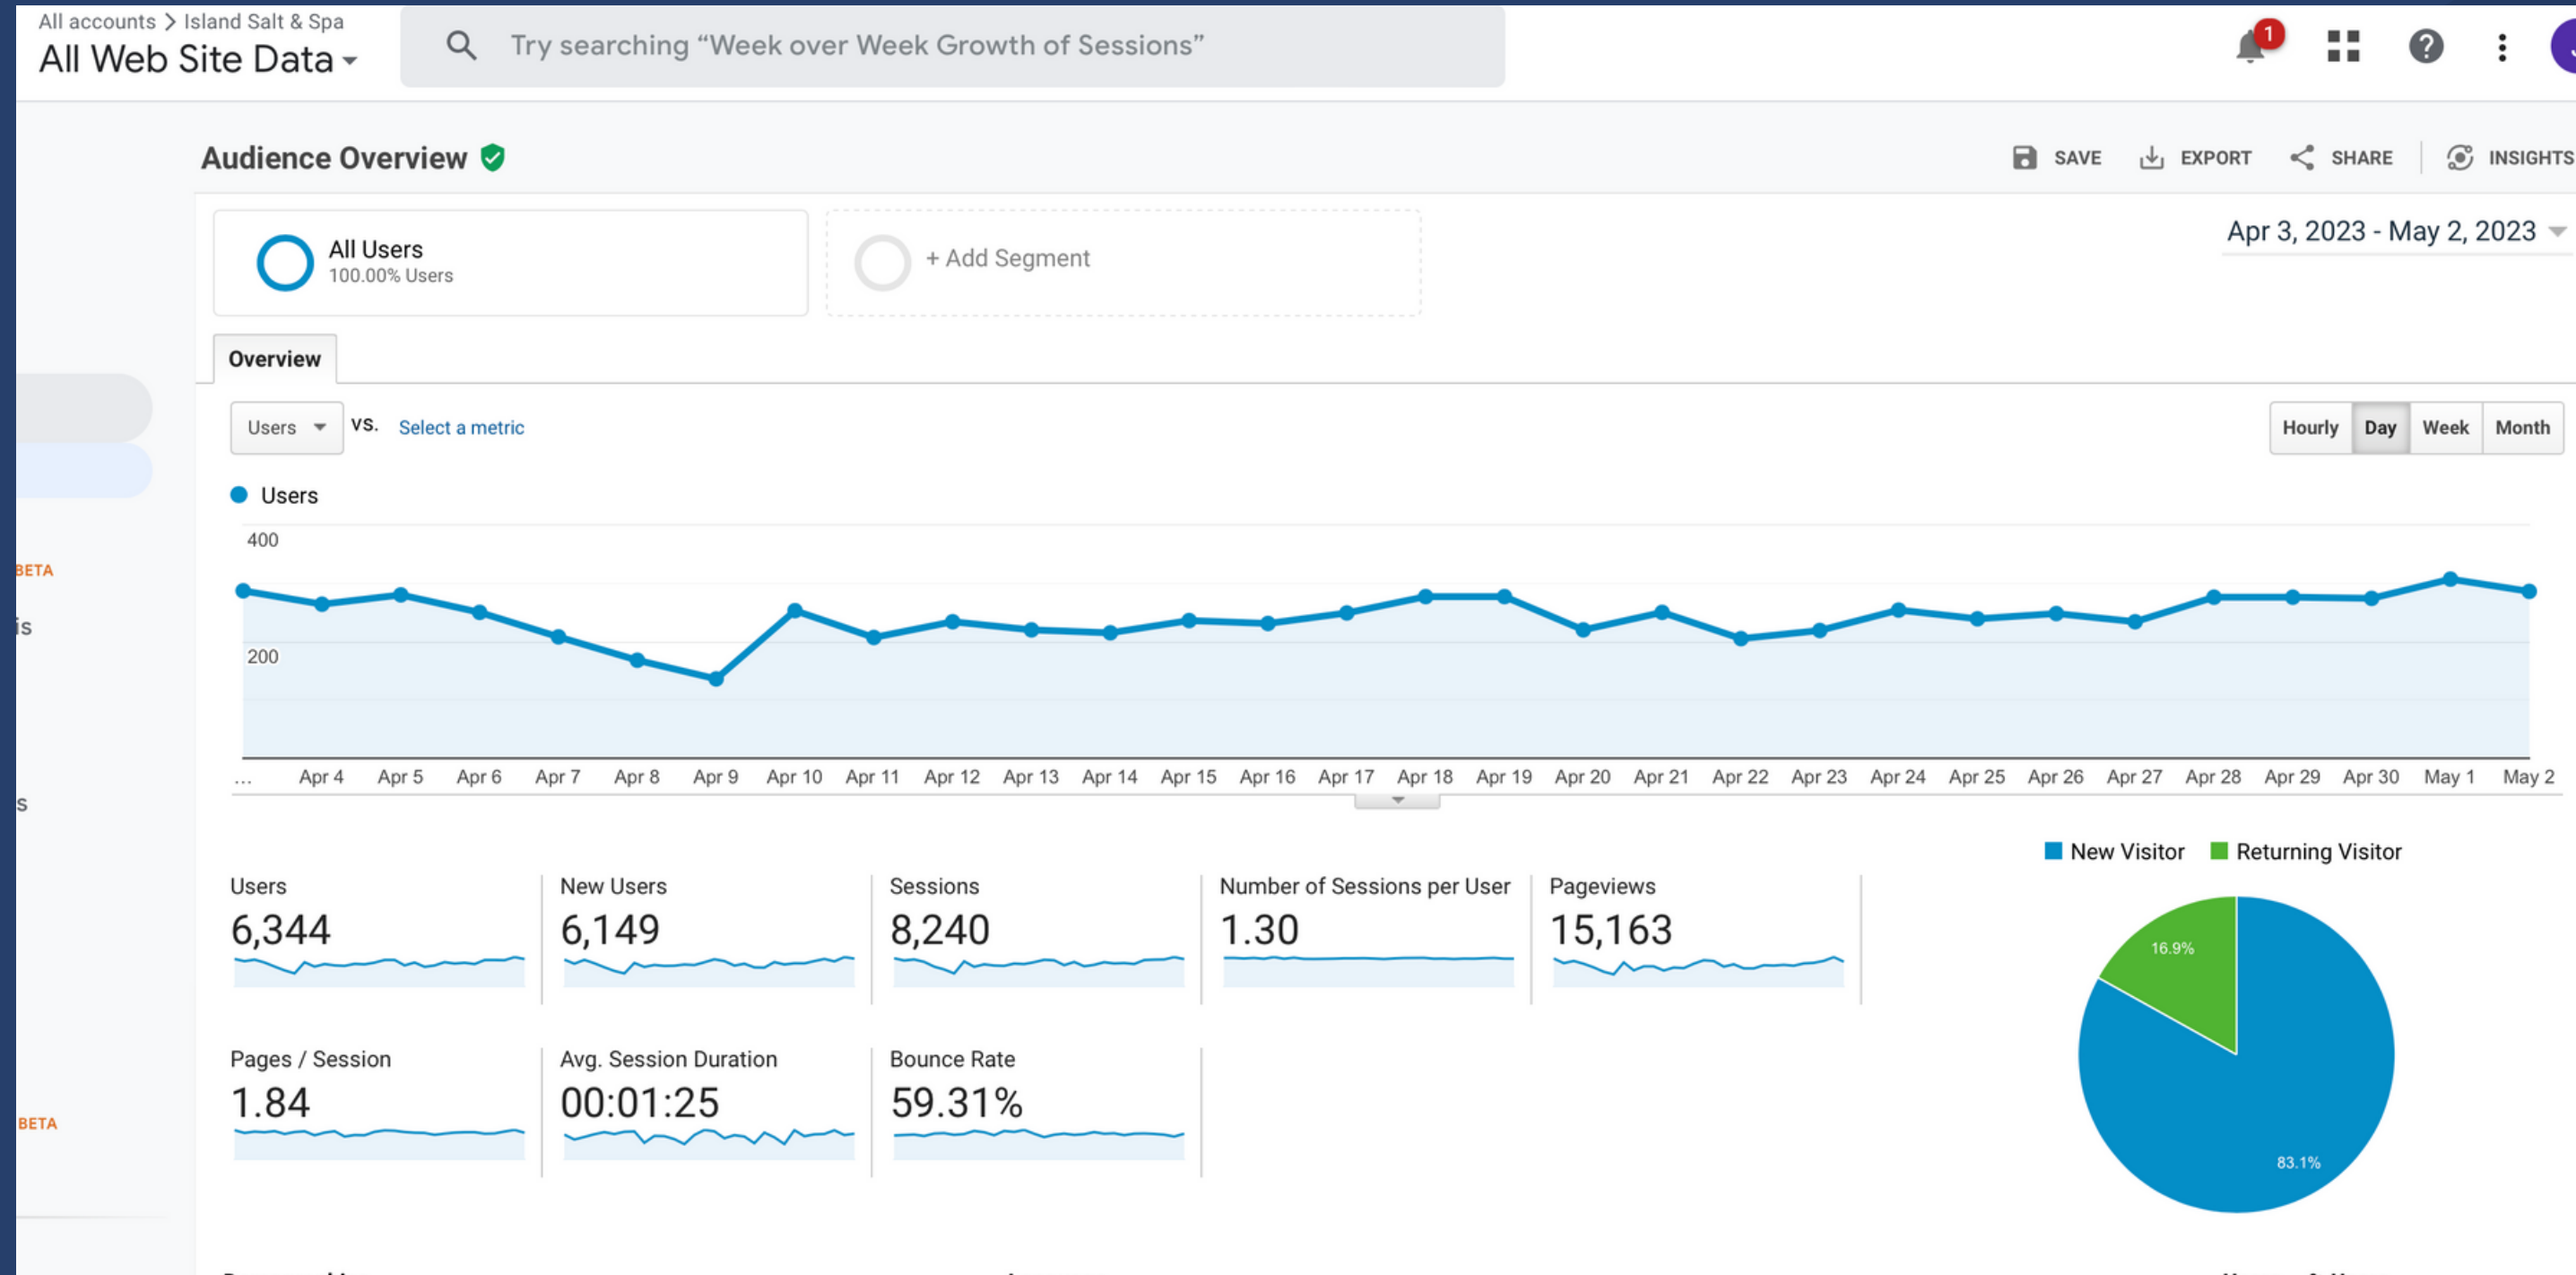 All accounts > Island Salt & Spa
All Web Site Data
Try searching “Week over Week Growth of Sessions”
1
Audience Overview
SAVE
EXPORT
SHARE
INSIGHTS
All Users
100.00% Users
+ Add Segment
Apr 3, 2023 - May 2, 2023
Overview
Users
VS.
Select a metric
Hourly
Day
Week
Month
Users
400
200
BETA
is
s
BETA
... Apr 4 Apr 5 Apr 6 Apr 7 Apr 8 Apr 9 Apr 10 Apr 11 Apr 12 Apr 13 Apr 14 Apr 15 Apr 16 Apr 17 Apr 18 Apr 19 Apr 20 Apr 21 Apr 22 Apr 23 Apr 24 Apr 25 Apr 26 Apr 27 Apr 28 Apr 29 Apr 30 May 1 May 2
New Visitor
Returning Visitor
Users
6,344
New Users
6,149
Sessions
8,240
Number of Sessions per User
1.30
Pageviews
15,163
Pages / Session
1.84
Avg. Session Duration
00:01:25
Bounce Rate
59.31%
16.9%
83.1%